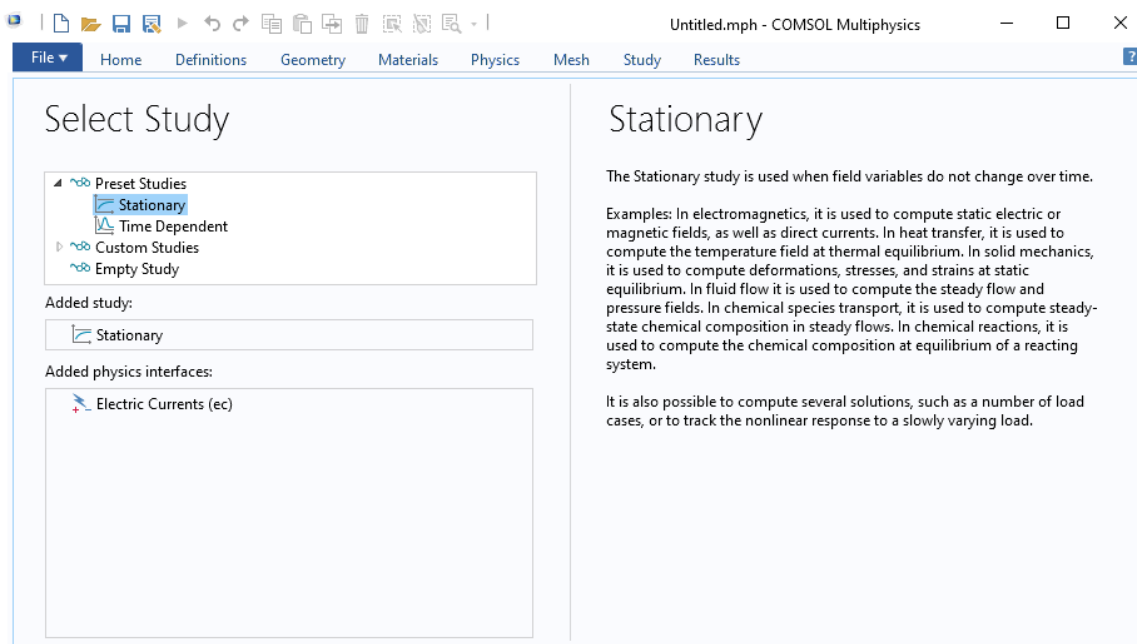 Untitled.mph - COMSOL Multiphysics
File Home Definitions Geometry Materials Physics Mesh Study Results ?
Select Study
Preset Studies
Stationary
Time Dependent
Custom Studies
Empty Study
Added study:
Stationary
Added physics interfaces:
Electric Currents (ec)
Stationary
The Stationary study is used when field variables do not change over time.
Examples: In electromagnetics, it is used to compute static electric or
magnetic fields, as well as direct currents. In heat transfer, it is used to
compute the temperature field at thermal equilibrium. In solid mechanics,
it is used to compute deformations, stresses, and strains at static
equilibrium. In fluid flow it is used to compute the steady flow and
pressure fields. In chemical species transport, it is used to compute steady-
state chemical composition in steady flows. In chemical reactions, it is
used to compute the chemical composition at equilibrium of a reacting
system.
It is also possible to compute several solutions, such as a number of load
cases, or to track the nonlinear response to a slowly varying load.